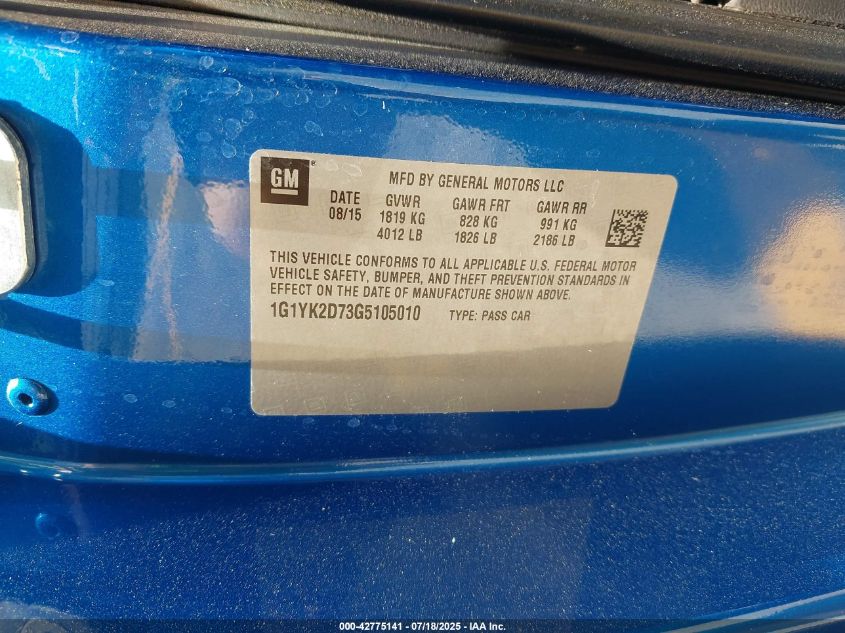 GM ®
MFD BY GENERAL MOTORS LLC
DATE GVWR GAWR FRT GAWR RR
08/15 1819 KG 828 KG 991 KG
4012 LB 1826 LB 2186 LB
THIS VEHICLE CONFORMS TO ALL APPLICABLE U.S. FEDERAL MOTOR
VEHICLE SAFETY, BUMPER, AND THEFT PREVENTION STANDARDS IN
EFFECT ON THE DATE OF MANUFACTURE SHOWN ABOVE.
1G1YK2D73G5105010 TYPE: PASS CAR
000-42775141 - 07/18/2025 - IAA Inc.